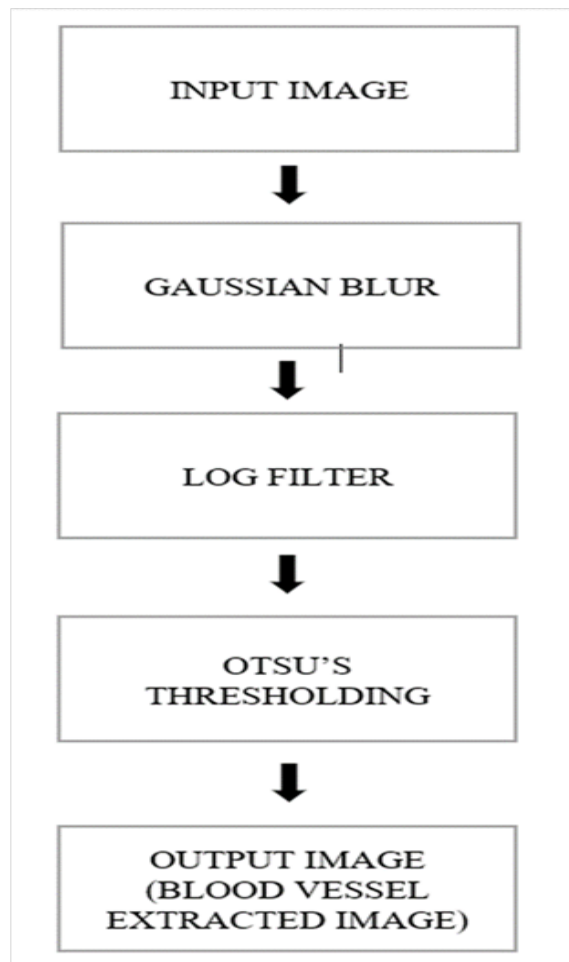 INPUT IMAGE
GAUSSIAN BLUR
LOG FILTER
OTSU'S
THRESHOLDING
OUTPUT IMAGE
(BLOOD VESSEL
EXTRACTED IMAGE)